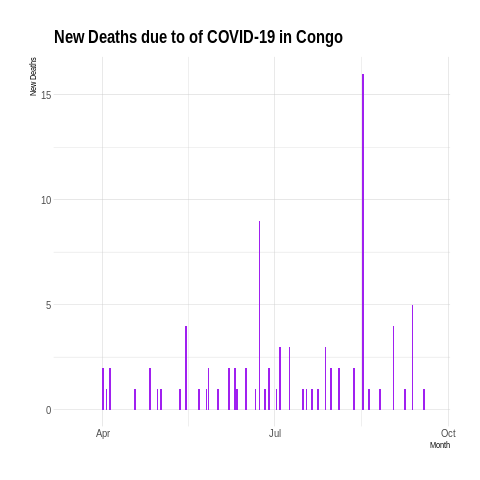 New Deaths due to of COVID-19 in Congo
New Deaths
15
10
5
0
Apr
Jul
Oct
Month